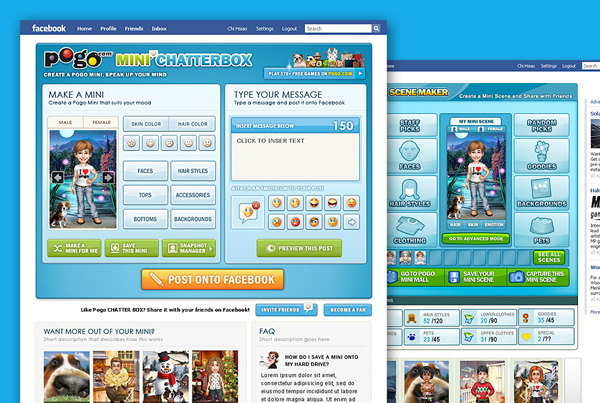 facebook Home Profile Friends Inbox
Chi Hsiao Settings Logout Search
pogo.com MINI CHATTERBOX
CREATE A POGO MINI, SPEAK UP YOUR MIND
PLAY 175+ FREE GAMES ON POGO.COM
MAKE A MINI
Create a Pogo Mini that suits your mood
MALE FEMALE
SKIN COLOR HAIR COLOR
FACES HAIR STYLES
TOPS ACCESSORIES
BOTTOMS BACKGROUNDS
MAKE A MINI FOR ME
SAVE THIS MINI
SNAPSHOT MANAGER
TYPE YOUR MESSAGE
Type a message and post it onto Facebook
INSERT MESSAGE BELOW 150
CLICK TO INSER TEXT
ATTACH AN EMOTICON TO YOUR POST
PREVIEW THIS POST
POST ONTO FACEBOOK
Like Pogo CHATTER BOX? Share it with your friends on Facebook!
INVITE FRIENDS
BECOME A FAN
WANT MORE OUT OF YOUR MINI?
Short description that describes how this works
FAQ
Short description goes here
HOW DO I SAVE A MINI ONTO MY HARD DRIVE?
Lorem ipsum dolor sit amet, consectetur adipiscing elit, sed do eiusmod tempor incididunt ut labore et dolore magna aliqua. Ut enim ad
Chi Hsiao Settings Logout Search
SCENE MAKER
Create a Mini Scene and Share with Friends
STAFF PICKS
FACES
HAIR STYLES
CLOTHING
MY MINI SCENE
MALE FEMALE
HAIR SKIN EMOTION
GO TO ADVANCED MODE
RANDOM PICKS
GOODIES
BACKGROUNDS
PETS
SEE ALL SCENES
GO TO POGO MINI MALL
SAVE YOUR MINI SCENE
CAPTURE THIS MINI SCENE
HAIR STYLES 52 /120
LOWER CLOTHES 20 /90
GOODIES 35 /45
UPPER CLOTHES 31 /90
SPECIAL 2 /??